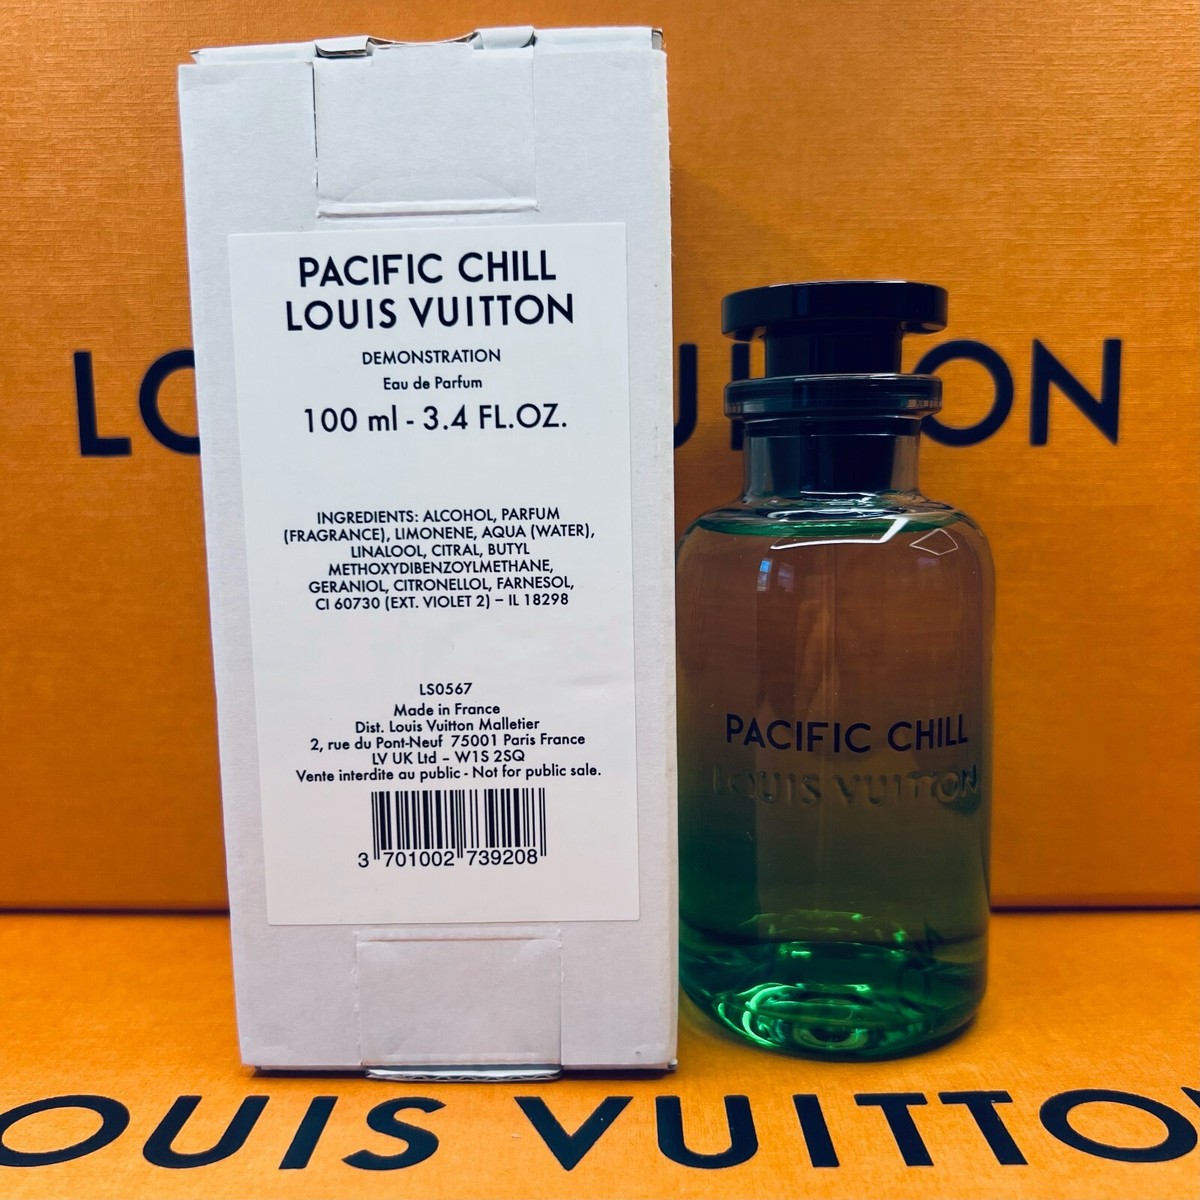 PACIFIC CHILL
LOUIS VUITTON
DEMONSTRATION
Eau de Parfum
100 ml - 3.4 FL.OZ.
INGREDIENTS: ALCOHOL, PARFUM
(FRAGRANCE), LIMONENE, AQUA (WATER),
LINALOOL, CITRAL, BUTYL
METHOXYDIBENZOYLMETHANE,
GERANIOL, CITRONELLOL, FARNESOL,
CI 60730 (EXT. VIOLET 2) – IL 18298
LS0567
Made in France
Dist. Louis Vuitton Malletier
2, rue du Pont-Neuf 75001 Paris France
LV UK Ltd – W1S 2SQ
Vente interdite au public - Not for public sale.
3 701002 739208
PACIFIC CHILL
LOUIS VUITTON
OUIS VUITTO